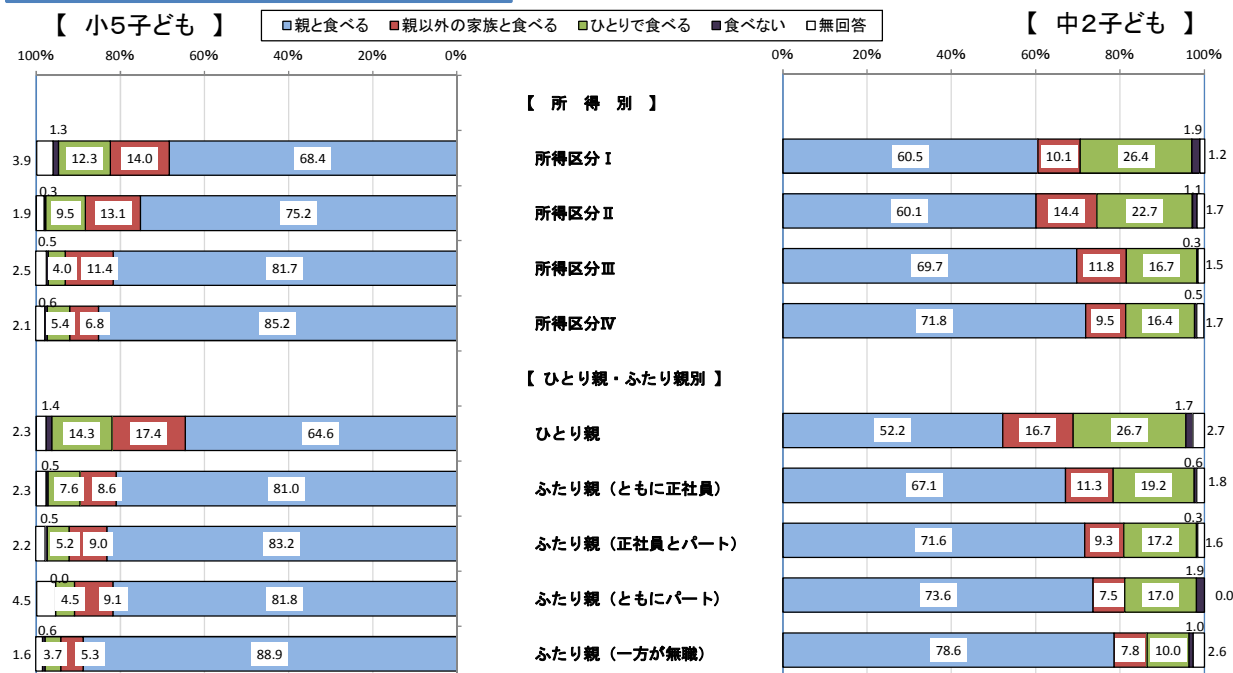 【 小5子ども 】
■親と食べる ■親以外の家族と食べる ■ひとりで食べる ■食べない □無回答
【 中2子ども 】
100% 80% 60% 40% 20% 0%
0% 20% 40% 60% 80% 100%
【 所 得 別 】
1.3
1.9
3.9 12.3 14.0 68.4 所得区分Ⅰ 60.5 10.1 26.4 1.2
0.3
1.1
1.9 9.5 13.1 75.2 所得区分Ⅱ 60.1 14.4 22.7 1.7
0.5
0.3
2.5 4.0 11.4 81.7 所得区分Ⅲ 69.7 11.8 16.7 1.5
0.6
0.5
2.1 5.4 6.8 85.2 所得区分Ⅳ 71.8 9.5 16.4 1.7
【 ひとり親・ふたり親別 】
1.4
1.7
2.3 14.3 17.4 64.6 ひとり親 52.2 16.7 26.7 2.7
0.5
0.6
2.3 7.6 8.6 81.0 ふたり親（ともに正社員） 67.1 11.3 19.2 1.8
0.5
0.3
2.2 5.2 9.0 83.2 ふたり親（正社員とパート） 71.6 9.3 17.2 1.6
0.0
1.9
4.5 4.5 9.1 81.8 ふたり親（ともにパート） 73.6 7.5 17.0 0.0
0.6
1.0
1.6 3.7 5.3 88.9 ふたり親（一方が無職） 78.6 7.8 10.0 2.6